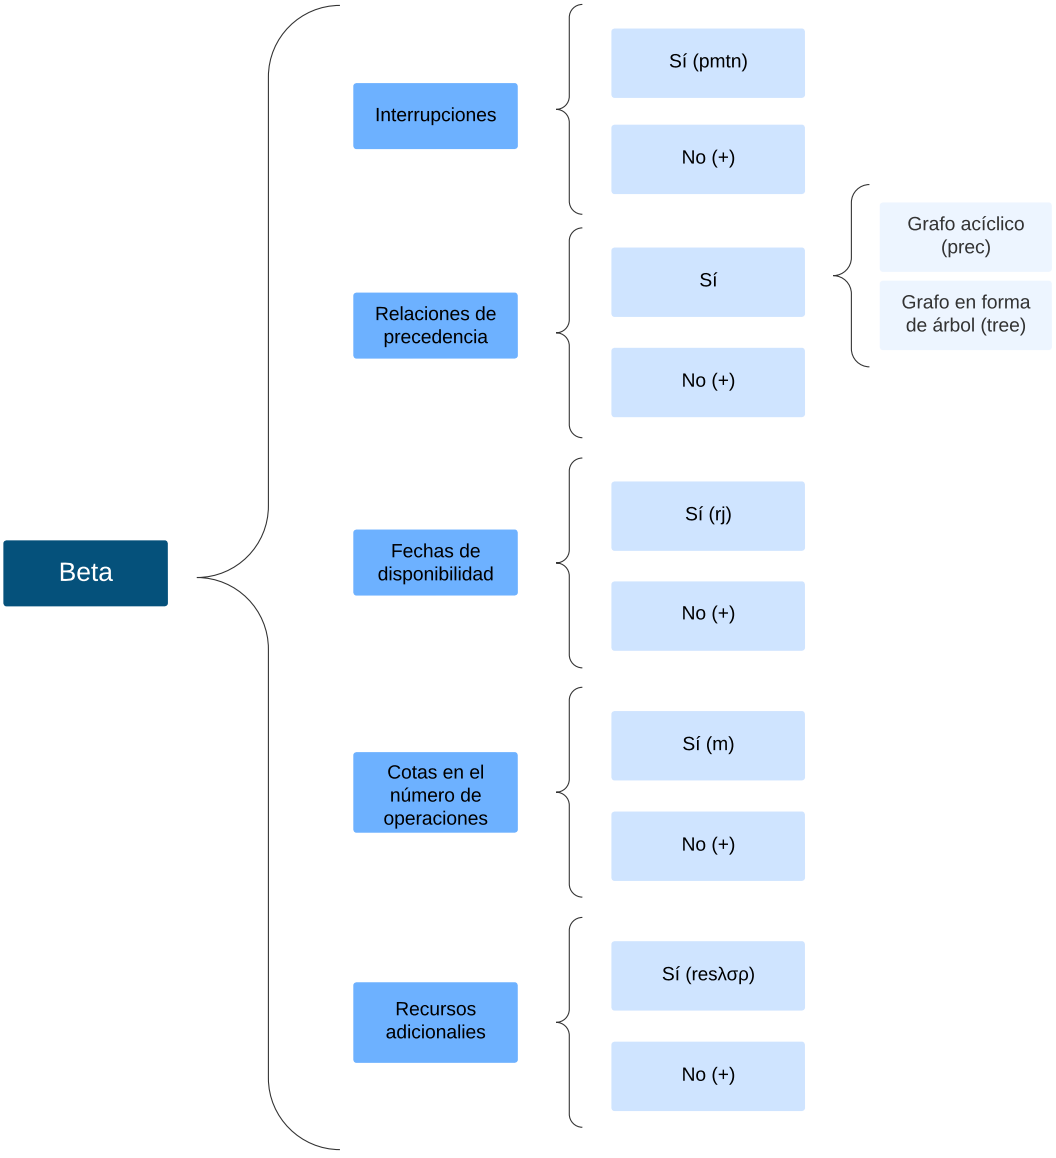 Beta
Interrupciones
Sí (pmtn)
No (+)
Relaciones de
precedencia
Sí
Grafo acíclico
(prec)
Grafo en forma
de árbol (tree)
No (+)
Fechas de
disponibilidad
Sí (rj)
No (+)
Cotas en el
número de
operaciones
Sí (m)
No (+)
Recursos
adicionalies
Sí (resλσρ)
No (+)